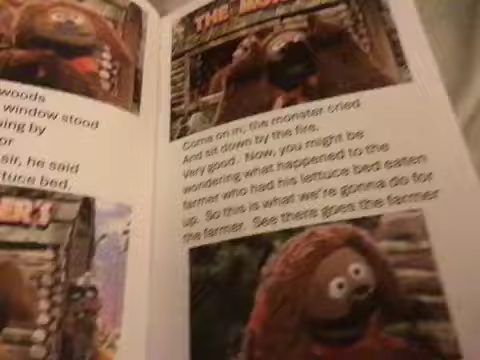 woods
window stood
by
sir, he said
bed,
THE
Come on in, the monster cried
And sit down by the fire.
Very good. Now, you might be
wondering what happened to the
farmer who had his lettuce bed eaten
up. So this is what we're gonna do for
the farmer. See there goes the farmer